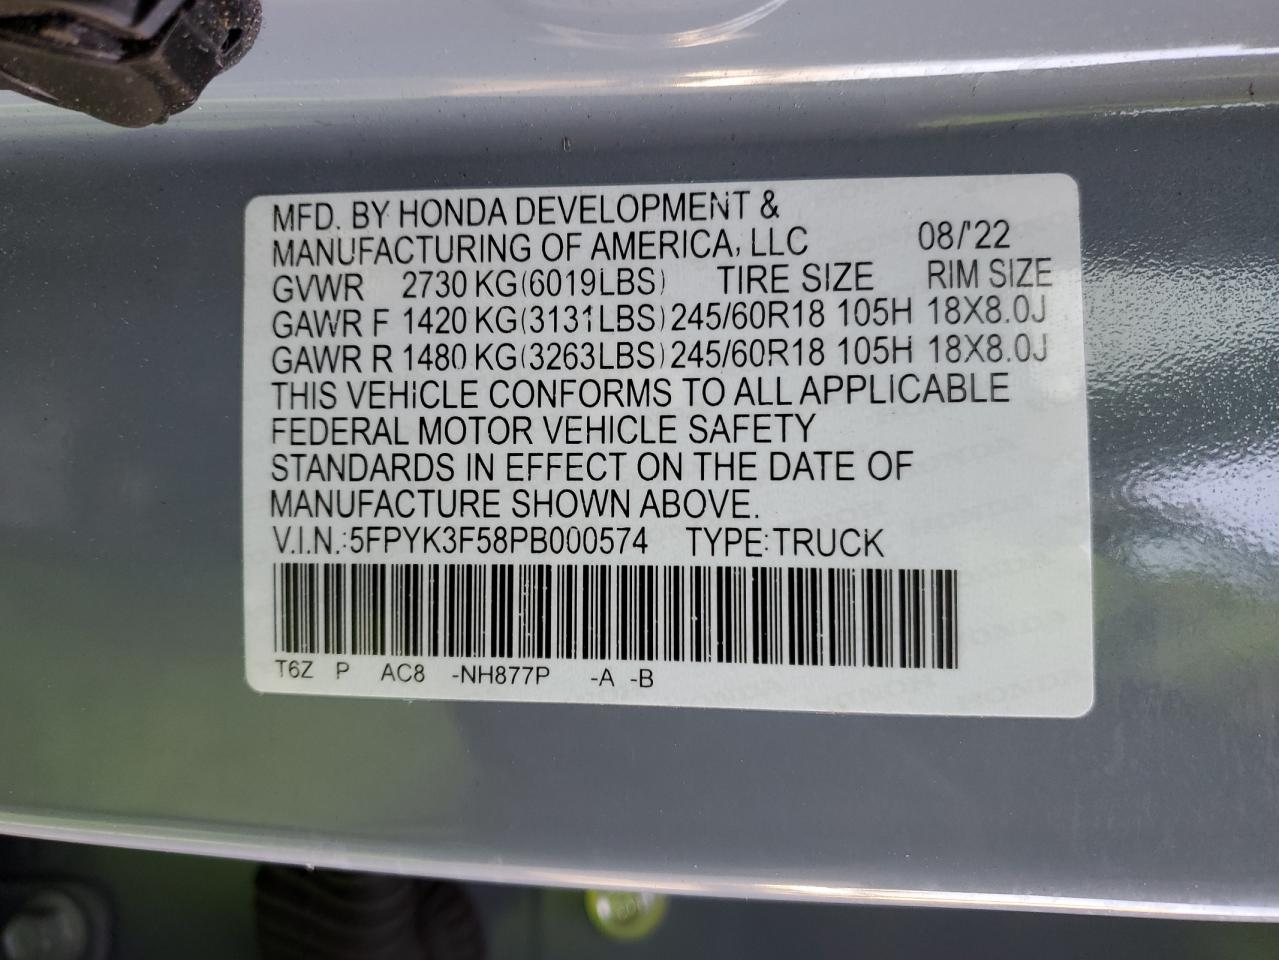 MFD. BY HONDA DEVELOPMENT &
MANUFACTURING OF AMERICA, LLC 08/'22
GVWR 2730 KG(6019LBS) TIRE SIZE RIM SIZE
GAWR F 1420 KG(3131LBS) 245/60R18 105H 18X8.0J
GAWR R 1480 KG(3263LBS) 245/60R18 105H 18X8.0J
THIS VEHICLE CONFORMS TO ALL APPLICABLE
FEDERAL MOTOR VEHICLE SAFETY
STANDARDS IN EFFECT ON THE DATE OF
MANUFACTURE SHOWN ABOVE.
V.I.N.:5FPYK3F58PB000574 TYPE:TRUCK
T6Z P AC8 -NH877P -A -B